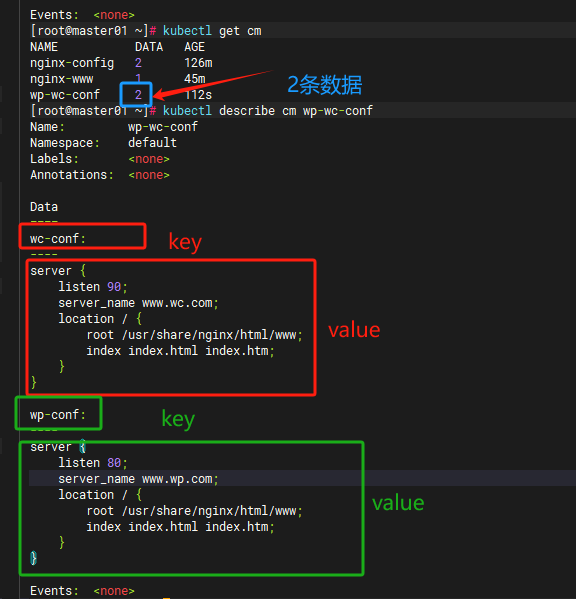 Events:  <none>
[root@master01 ~]# kubectl get cm
NAME           DATA   AGE
nginx-config   2      126m
nginx-www      1      45m
wp-wc-conf     2      112s
2条数据
[root@master01 ~]# kubectl describe cm wp-wc-conf
Name:         wp-wc-conf
Namespace:    default
Labels:       <none>
Annotations:  <none>
Data
====
wc-conf:
key
----
server {
    listen 90;
    server_name www.wc.com;
    location / {
        root /usr/share/nginx/html/www;
value
        index index.html index.htm;
    }
}
wp-conf:
key
----
server {
    listen 80;
    server_name www.wp.com;
    location / {
        root /usr/share/nginx/html/www;
value
        index index.html index.htm;
    }
}
Events:  <none>